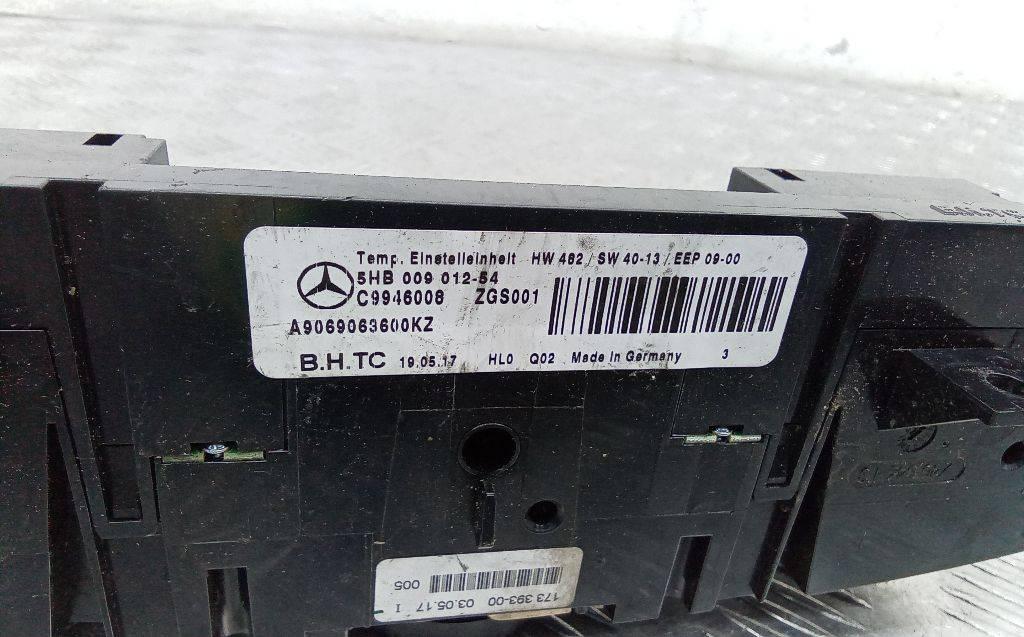 Temp. Einstelleinheit HW 462 / SW 40-13 / EEP 09-00
5HB 009 012-54
C9946008 ZGS001
A9069063600KZ
B.H.TC 19.05.17 HL0 Q02 Made in Germany 3
173 393-00 03.05.17 I
005